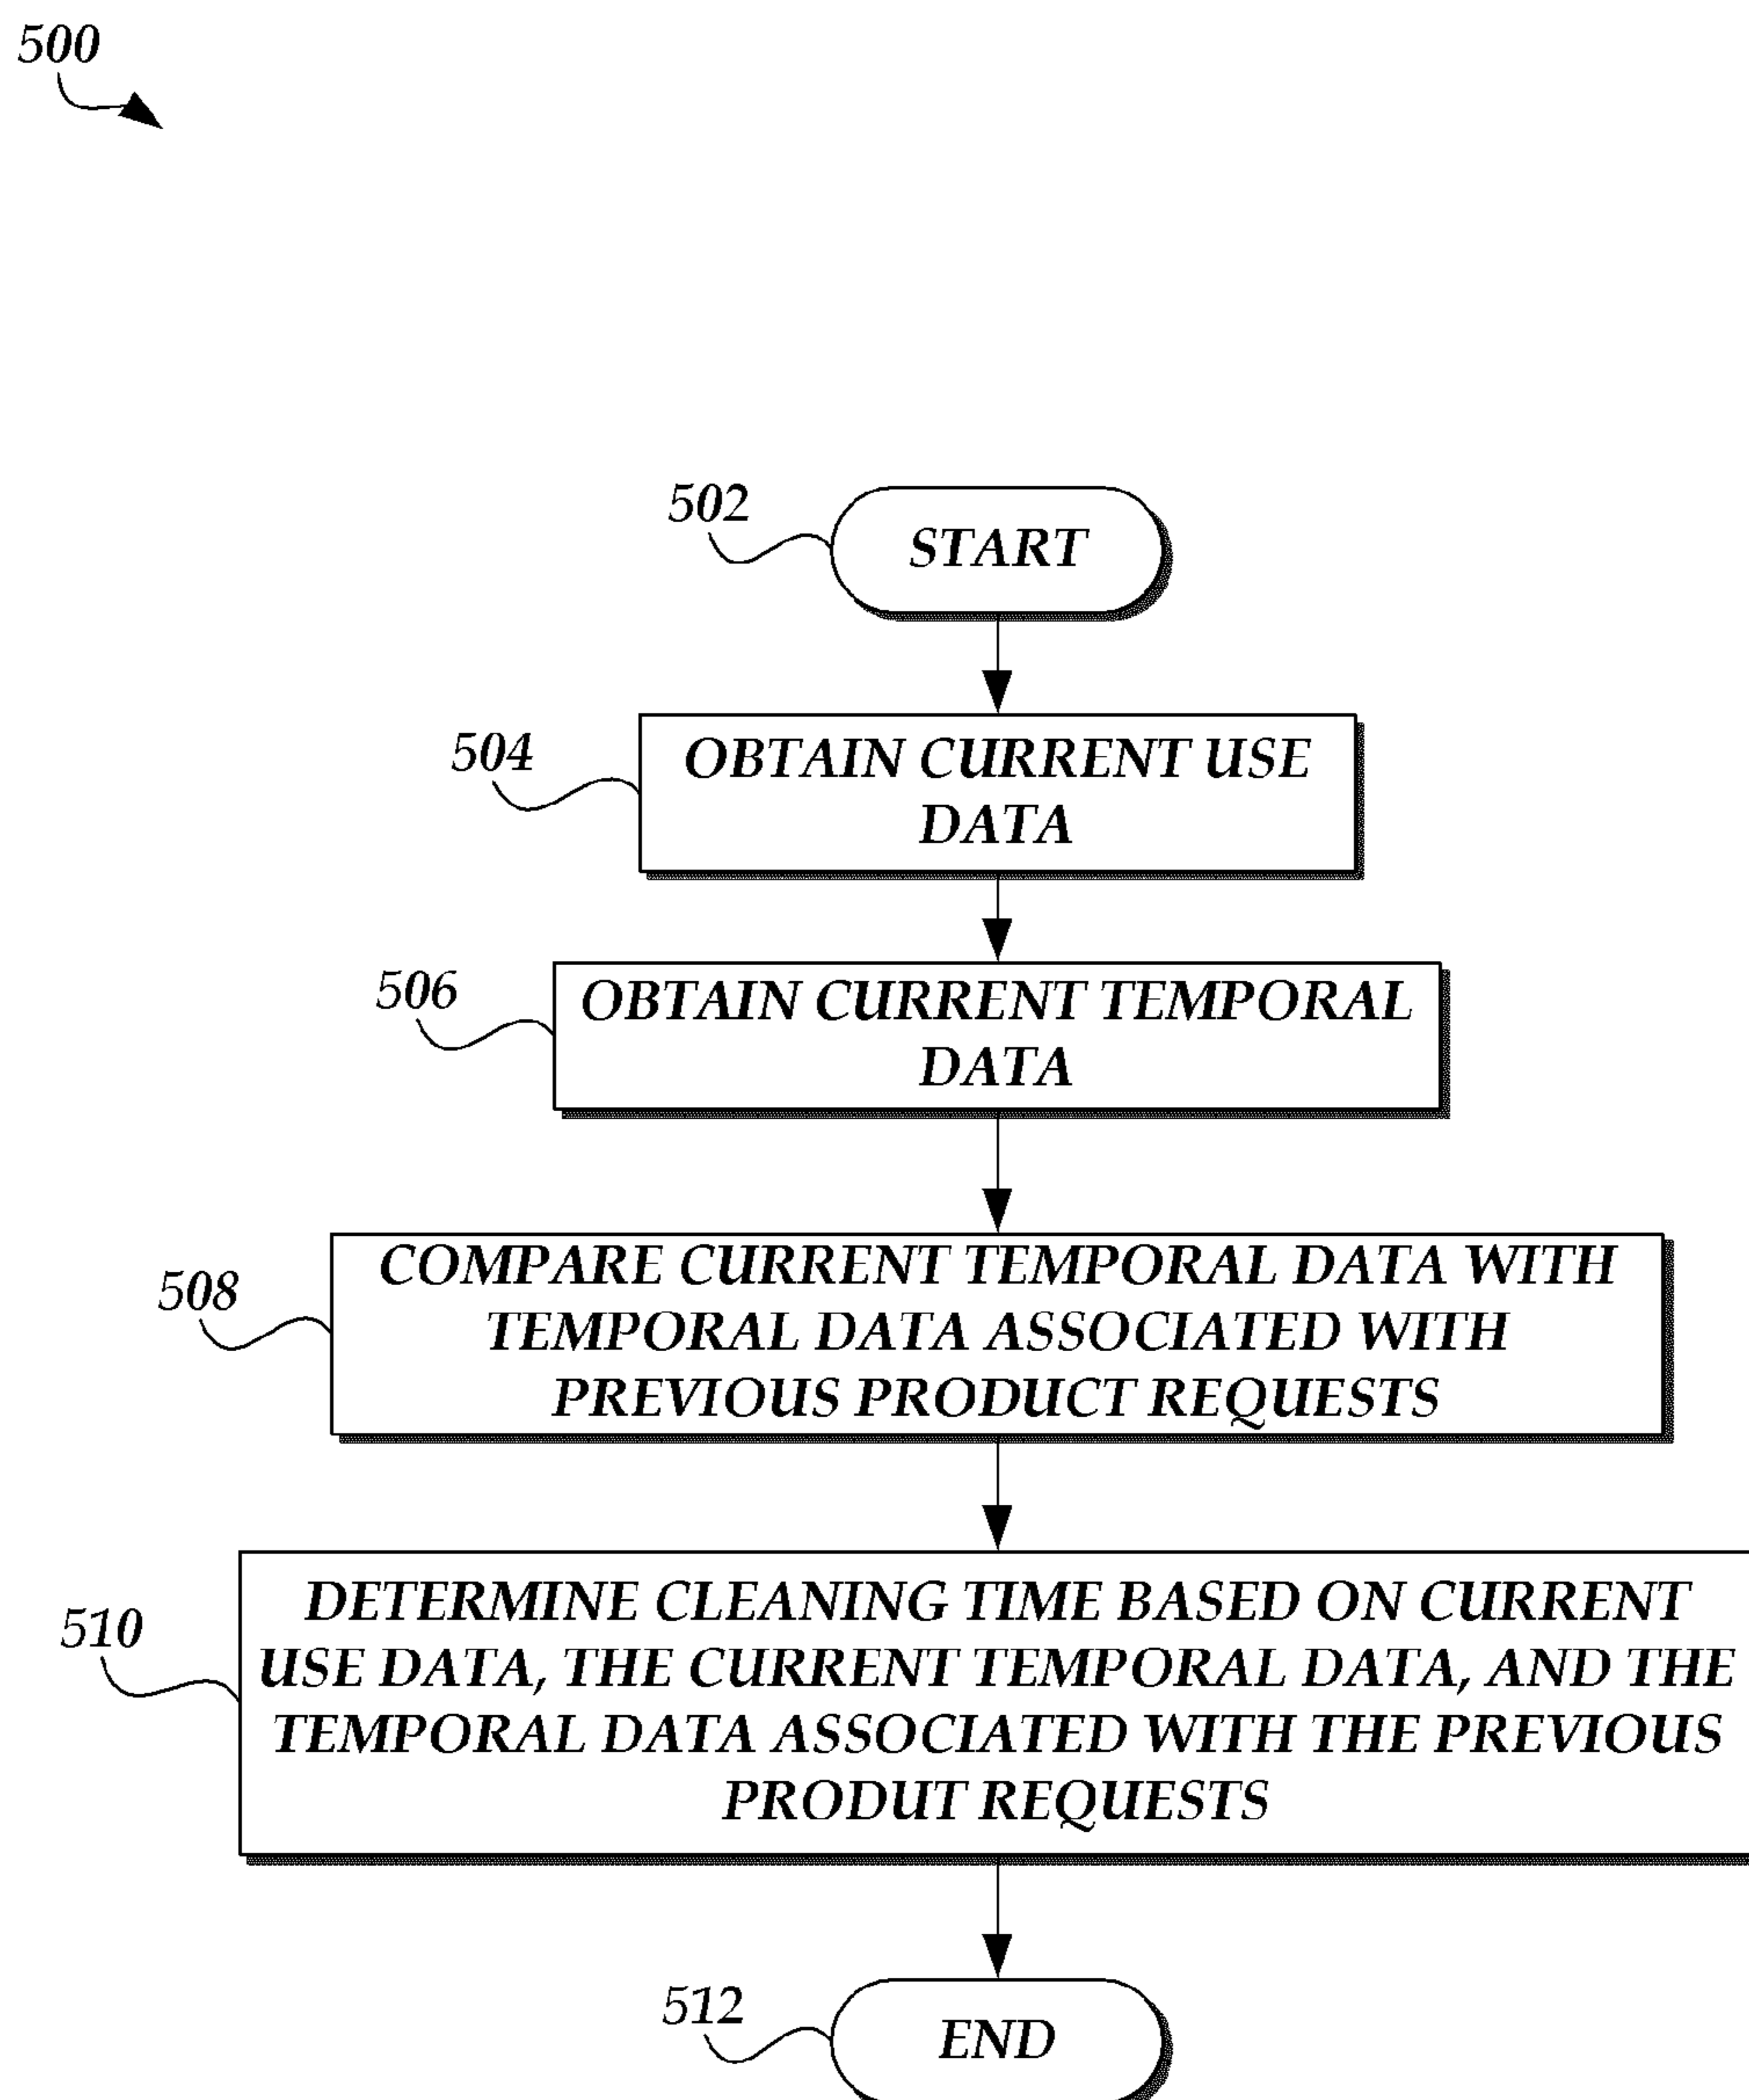 500
502
START
504
OBTAIN CURRENT USE
DATA
506
OBTAIN CURRENT TEMPORAL
DATA
508
COMPARE CURRENT TEMPORAL DATA WITH
TEMPORAL DATA ASSOCIATED WITH
PREVIOUS PRODUCT REQUESTS
510
DETERMINE CLEANING TIME BASED ON CURRENT
USE DATA, THE CURRENT TEMPORAL DATA, AND THE
TEMPORAL DATA ASSOCIATED WITH THE PREVIOUS
PRODUT REQUESTS
512
END